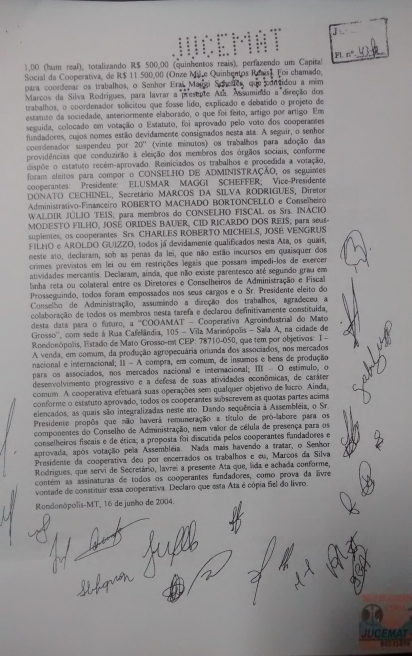 JUCEMAT
Fl. nº.
1,00 (hum real), totalizando R$ 500,00 (quinhentos reais), perfazendo um Capital
Social da Cooperativa, de R$ 11.500,00 (Onze Mil e Quinhentos Reais). Foi chamado,
para coordenar os trabalhos, o Senhor Eraí Maggi Scheffer, que convidou a mim
Marcos da Silva Rodrigues, para lavrar a presente Ata. Assumindo a direção dos
trabalhos, o coordenador solicitou que fosse lido, explicado e debatido o projeto de
estatuto da sociedade, anteriormente elaborado, o que foi feito, artigo por artigo. Em
seguida, colocado em votação o Estatuto, foi aprovado pelo voto dos cooperantes
fundadores, cujos nomes estão devidamente consignados nesta ata. A seguir, o senhor
coordenador suspendeu por 20" (vinte minutos) os trabalhos para adoção das
providências que conduzirão à eleição dos membros dos órgãos sociais, conforme
dispõe o estatuto recém-aprovado. Reiniciados os trabalhos e procedida a votação,
foram eleitos para compor o CONSELHO DE ADMINISTRAÇÃO, os seguintes
cooperantes Presidente: ELUSMAR MAGGI SCHEFFER; Vice-Presidente
DONATO CECHINEL, Secretário MARCOS DA SILVA RODRIGUES, Diretor
Administrativo-Financeiro ROBERTO MACHADO BORTONCELLO e Conselheiro
WALDIR JÚLIO TEIS, para membros do CONSELHO FISCAL os Srs. INÁCIO
MODESTO FILHO, JOSÉ ORIDES BAUER, CID RICARDO DOS REIS; para seus
suplentes, os cooperantes Srs. CHARLES ROBERTO MICHELS, JOSÉ VENGRUS
FILHO e AROLDO GUIZZO, todos já devidamente qualificados nesta Ata, os quais,
neste ato, declaram, sob as penas da lei, que não estão incursos em quaisquer dos
crimes previstos em lei ou em restrições legais que possam impedi-los de exercer
atividades mercantis. Declaram, ainda, que não existe parentesco até segundo grau em
linha reta ou colateral entre os Diretores e Conselheiros de Administração e Fiscal.
Prosseguindo, todos foram empossados nos seus cargos e o Sr. Presidente eleito do
Conselho de Administração, assumindo a direção dos trabalhos, agradeceu a
colaboração de todos os membros nesta tarefa e declarou definitivamente constituída,
desta data para o futuro, a "COOAMAT – Cooperativa Agroindustrial do Mato
Grosso", com sede à Rua Cafelândia, 105 – Vila Marinópolis – Sala A, na cidade de
Rondonópolis, Estado de Mato Grosso-mt CEP: 78710-050, que tem por objetivos: I –
A venda, em comum, da produção agropecuária oriunda dos associados, nos mercados
nacional e internacional; II – A compra, em comum, de insumos e bens de produção
para os associados, nos mercados nacional e internacional; III – O estímulo, o
desenvolvimento progressivo e a defesa de suas atividades econômicas, de caráter
comum. A cooperativa efetuará suas operações sem qualquer objetivo de lucro. Ainda,
conforme o estatuto aprovado, todos os cooperantes subscrevem as quotas partes acima
elencados, as quais são integralizadas neste ato. Dando seqüência à Assembléia, o Sr.
Presidente propôs que não haverá remuneração a título de pró-labore para os
componentes do Conselho de Administração, nem valor de célula de presença para os
conselheiros fiscais e de ética; a proposta foi discutida pelos cooperantes fundadores e
aprovada, após votação pela Assembléia. Nada mais havendo a tratar, o Senhor
Presidente da cooperativa deu por encerrados os trabalhos e eu, Marcos da Silva
Rodrigues, que servi de Secretário, lavrei a presente Ata que, lida e achada conforme,
contém as assinaturas de todos os cooperantes fundadores, como prova da livre
vontade de constituir essa cooperativa. Declaro que esta Ata é cópia fiel do livro.
Rondonópolis-MT, 16 de junho de 2004.
JUCEMAT